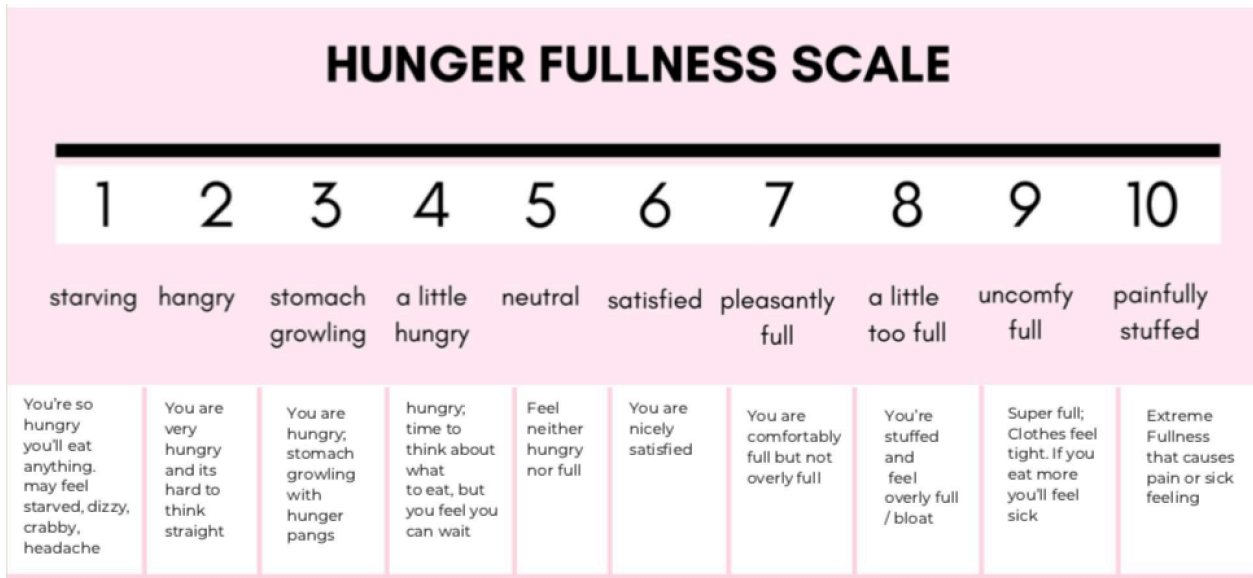 HUNGER FULLNESS SCALE
1 2 3 4 5 6 7 8 9 10
starving
hangry
stomach
growling
a little
hungry
neutral
satisfied
pleasantly
full
a little
too full
uncomfy
full
painfully
stuffed
You're so
hungry
you'll eat
anything.
may feel
starved, dizzy,
crabby,
headache
You are
very
hungry
and its
hard to
think
straight
You are
hungry;
stomach
growling
with
hunger
pangs
hungry;
time to
think about
what
to eat, but
you feel you
can wait
Feel
neither
hungry
nor full
You are
nicely
satisfied
You are
comfortably
full but not
overly full
You're
stuffed
and
feel
overly full
/ bloat
Super full;
Clothes feel
tight. If you
eat more
you'll feel
sick
Extreme
Fullness
that causes
pain or sick
feeling